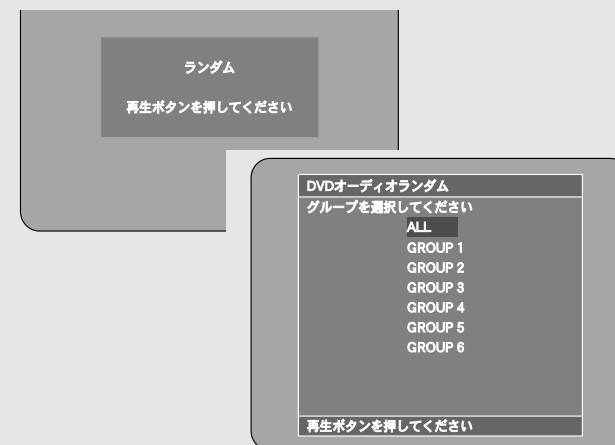 ランダム
再生ボタンを押してください
DVDオーディオランダム
グループを選択してください
ALL
GROUP 1
GROUP 2
GROUP 3
GROUP 4
GROUP 5
GROUP 6
再生ボタンを押してください